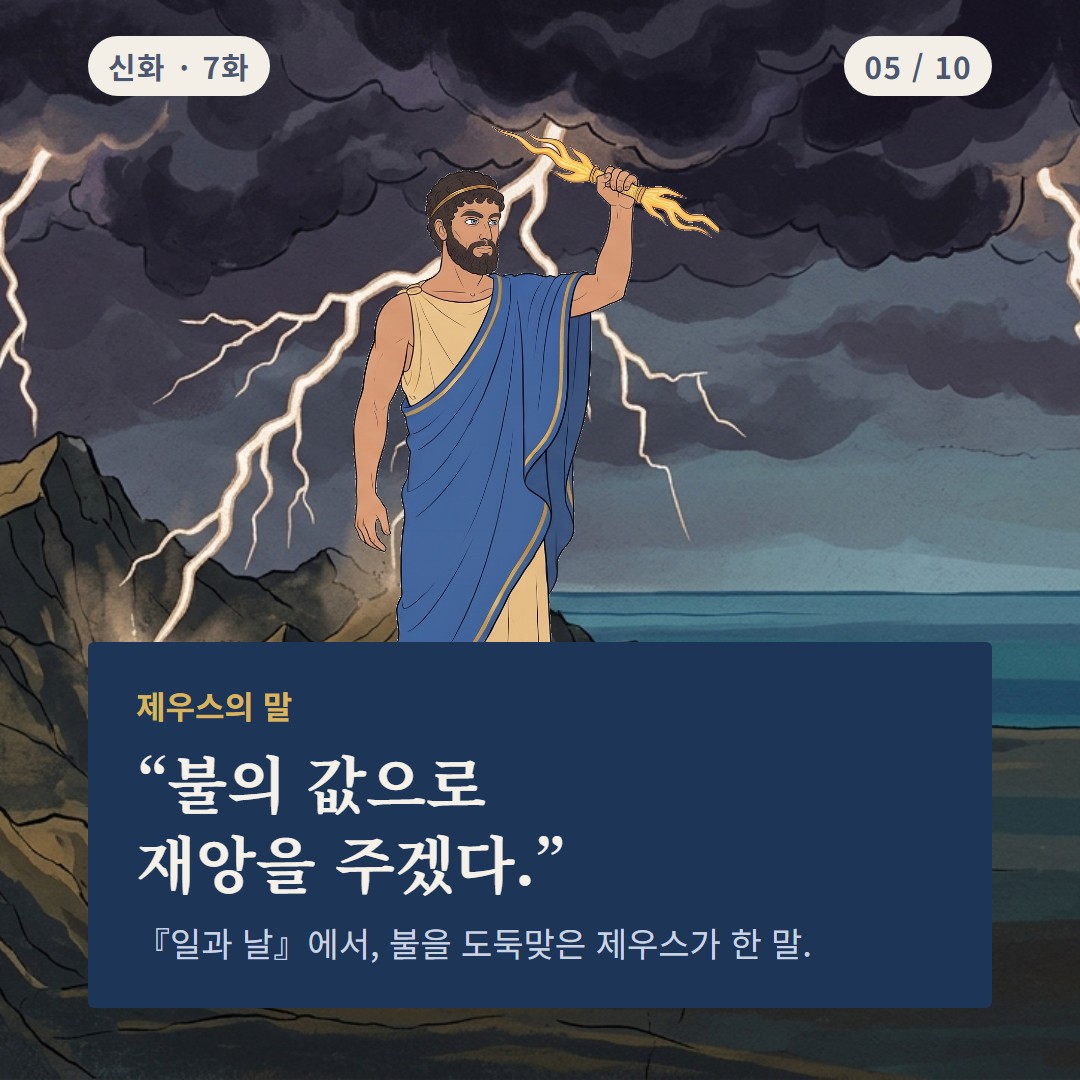 신화 · 7화
05 / 10
제우스의 말
“불의 값으로
재앙을 주겠다.”
『일과 날』에서, 불을 도둑맞은 제우스가 한 말.